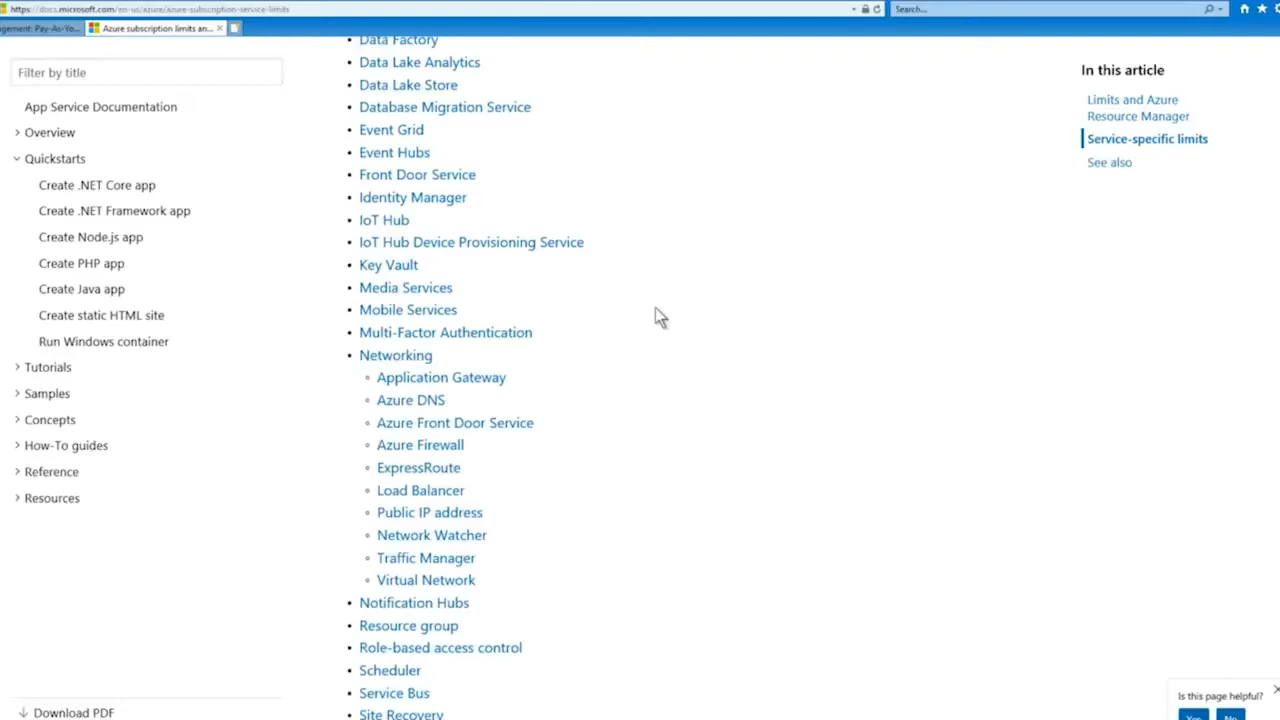 https://docs.microsoft.com/en-us/azure/azure-subscription-service-limits
Search...
gement: Pay-As-Yo...
Azure subscription limits an...
Filter by title
App Service Documentation
Overview
Quickstarts
Create .NET Core app
Create .NET Framework app
Create Node.js app
Create PHP app
Create Java app
Create static HTML site
Run Windows container
Tutorials
Samples
Concepts
How-To guides
Reference
Resources
Download PDF
Data Factory
Data Lake Analytics
Data Lake Store
Database Migration Service
Event Grid
Event Hubs
Front Door Service
Identity Manager
IoT Hub
IoT Hub Device Provisioning Service
Key Vault
Media Services
Mobile Services
Multi-Factor Authentication
Networking
Application Gateway
Azure DNS
Azure Front Door Service
Azure Firewall
ExpressRoute
Load Balancer
Public IP address
Network Watcher
Traffic Manager
Virtual Network
Notification Hubs
Resource group
Role-based access control
Scheduler
Service Bus
Site Recovery
In this article
Limits and Azure
Resource Manager
Service-specific limits
See also
Is this page helpful?
Yes
No